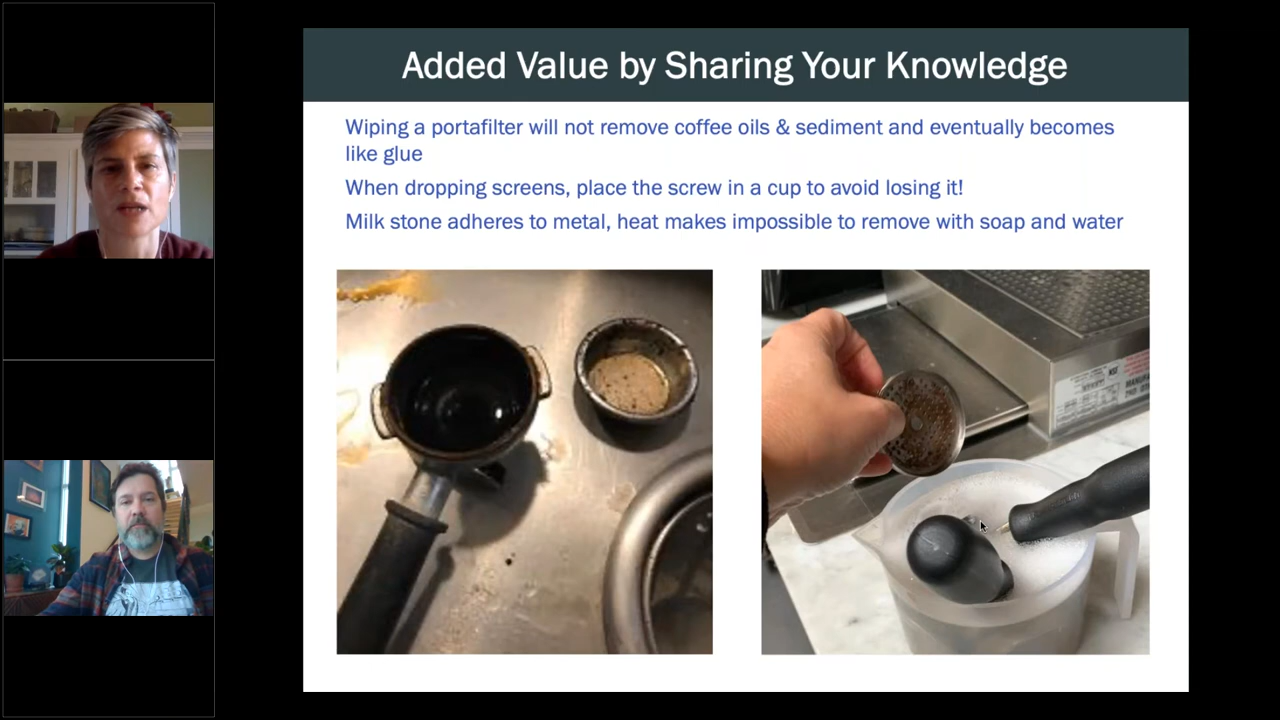 Added Value by Sharing Your Knowledge
Wiping a portafilter will not remove coffee oils & sediment and eventually becomes
like glue
When dropping screens, place the screw in a cup to avoid losing it!
Milk stone adheres to metal, heat makes impossible to remove with soap and water
NSF